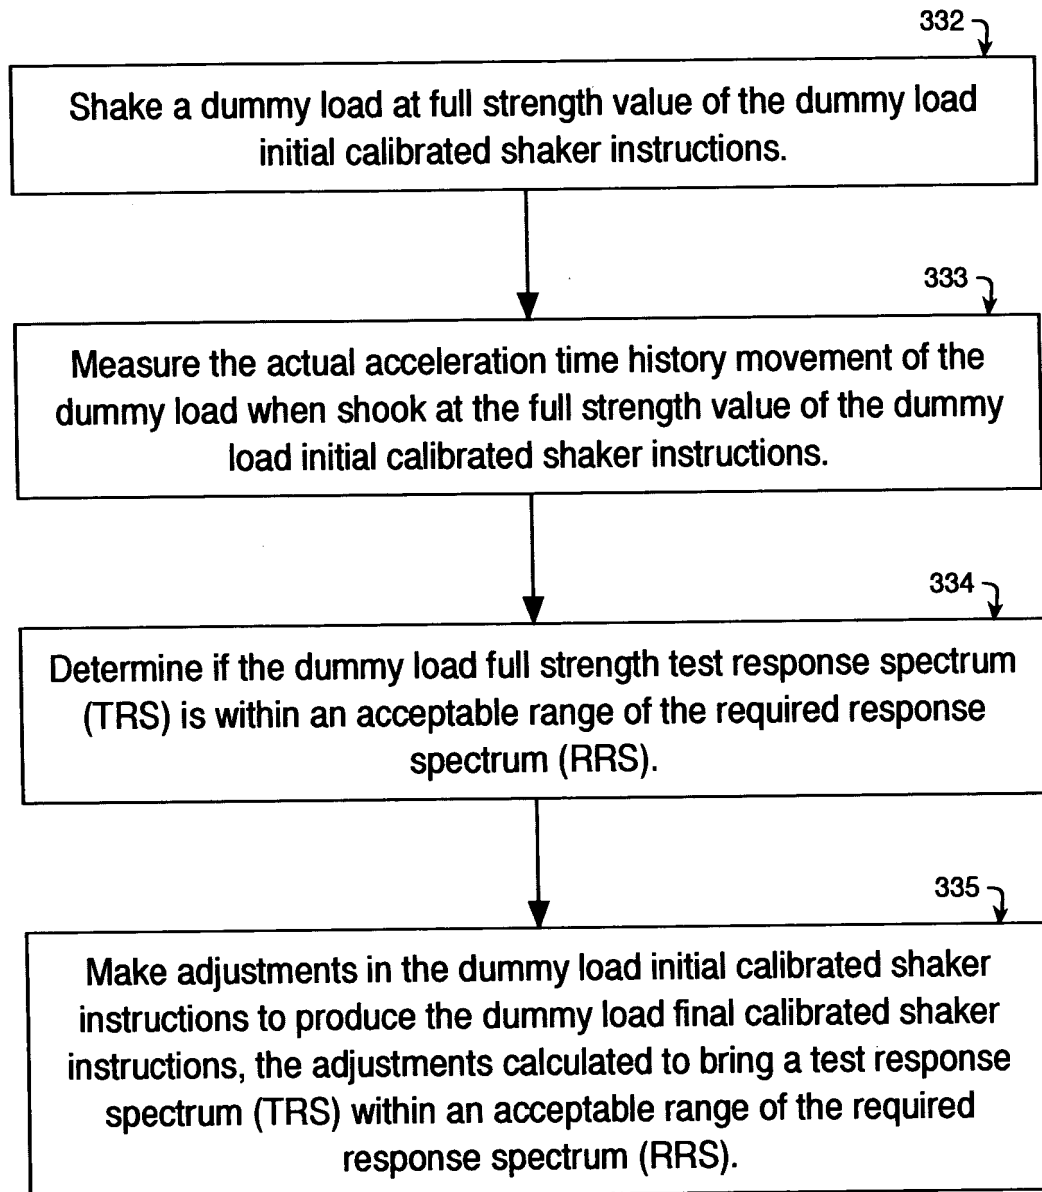 332
Shake a dummy load at full strength value of the dummy load
initial calibrated shaker instructions.
333
Measure the actual acceleration time history movement of the
dummy load when shook at the full strength value of the dummy
load initial calibrated shaker instructions.
334
Determine if the dummy load full strength test response spectrum
(TRS) is within an acceptable range of the required response
spectrum (RRS).
335
Make adjustments in the dummy load initial calibrated shaker
instructions to produce the dummy load final calibrated shaker
instructions, the adjustments calculated to bring a test response
spectrum (TRS) within an acceptable range of the required
response spectrum (RRS).